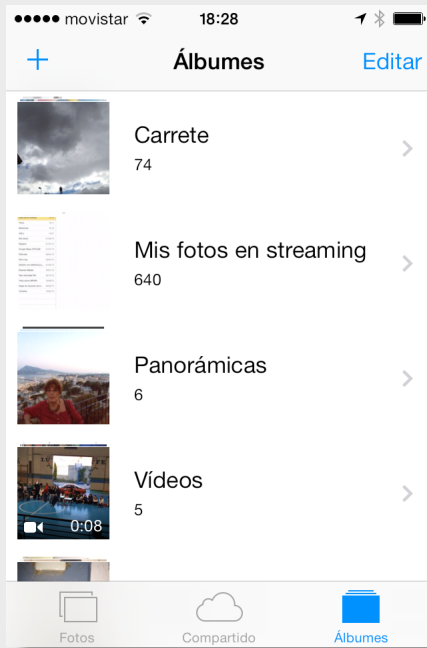 movistar 18:28
Álbumes Editar
Carrete
74
Mis fotos en streaming
640
Panorámicas
6
Vídeos
5
0:08
Fotos Compartido Álbumes